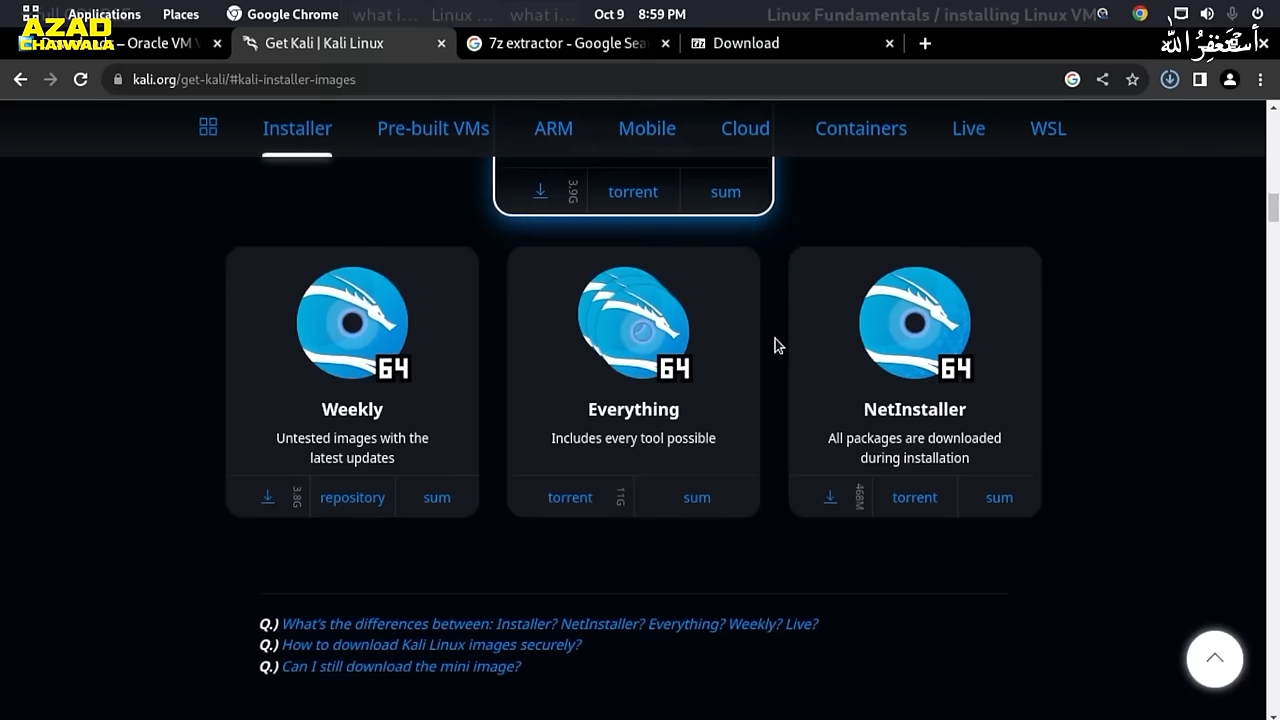 Applications Places Google Chrome Oct 9 8:59 PM
what i... Linux ... what i... Linux Fundamentals / installing Linux VM
AZAD
CHAIWALA
– Oracle VM V
Get Kali | Kali Linux
7z extractor - Google Sea
Download
أستغفر الله
kali.org/get-kali/#kali-installer-images
Installer Pre-built VMs ARM Mobile Cloud Containers Live WSL
3.9G torrent sum
64 64 64
Weekly Everything NetInstaller
Untested images with the
latest updates
Includes every tool possible
All packages are downloaded
during installation
3.8G repository sum
torrent 11G sum
468M torrent sum
Q.) What's the differences between: Installer? NetInstaller? Everything? Weekly? Live?
Q.) How to download Kali Linux images securely?
Q.) Can I still download the mini image?